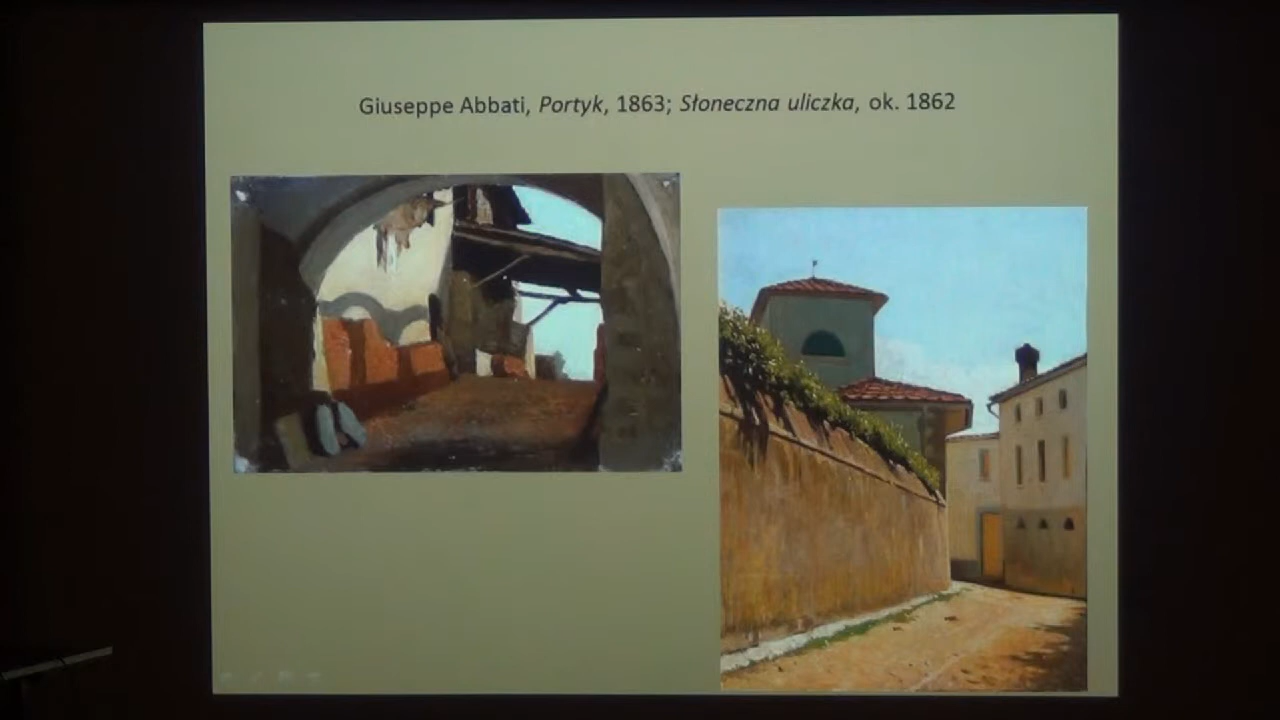 Giuseppe Abbati, Portyk, 1863; Słoneczna uliczka, ok. 1862